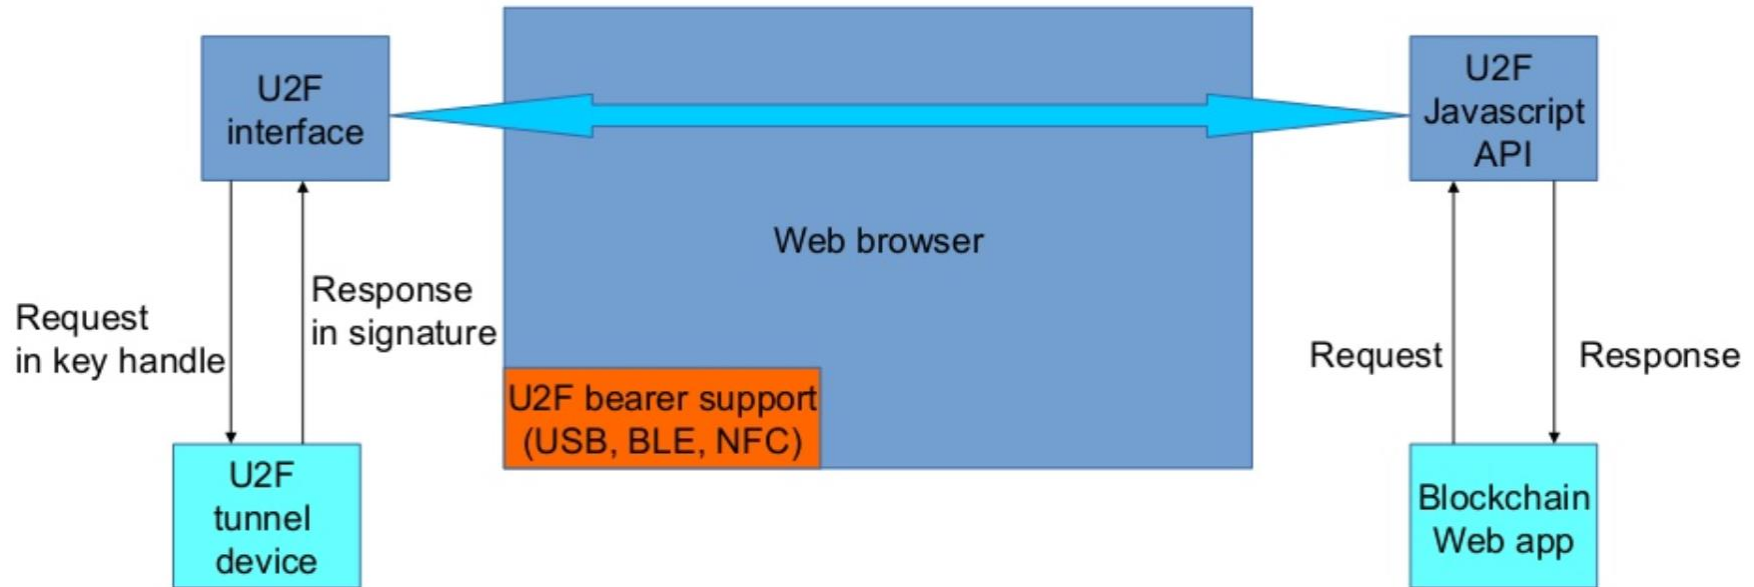 U2F
interface
U2F
Javascript
API
Web browser
Request
in key handle
Response
in signature
Request
Response
U2F bearer support
(USB, BLE, NFC)
U2F
tunnel
device
Blockchain
Web app